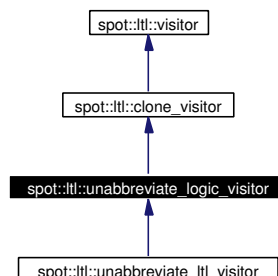 spot::ltl::visitor
spot::ltl::clone_visitor
spot::ltl::unabbreviate_logic_visitor
spot::ltl::unabbreviate_ltl_visitor